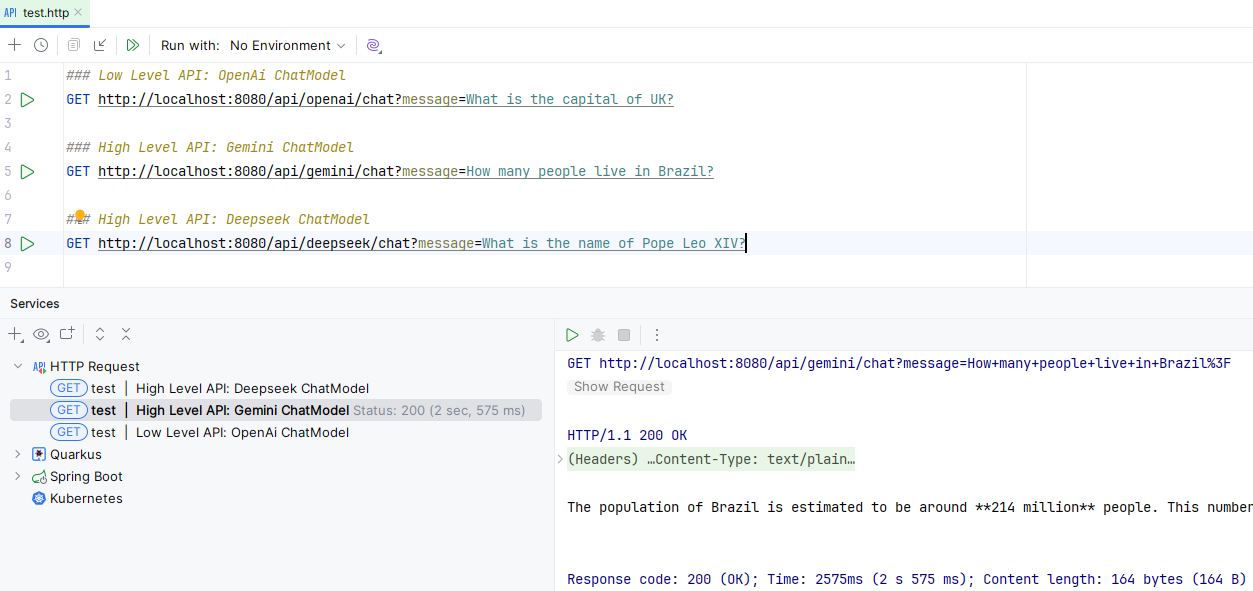 API test.http
Run with: No Environment
1 ### Low Level API: OpenAi ChatModel
2 GET http://localhost:8080/api/openai/chat?message=What is the capital of UK?
3
4 ### High Level API: Gemini ChatModel
5 GET http://localhost:8080/api/gemini/chat?message=How many people live in Brazil?
6
7 ### High Level API: Deepseek ChatModel
8 GET http://localhost:8080/api/deepseek/chat?message=What is the name of Pope Leo XIV?
9
Services
API HTTP Request
GET test | High Level API: Deepseek ChatModel
GET test | High Level API: Gemini ChatModel Status: 200 (2 sec, 575 ms)
GET test | Low Level API: OpenAi ChatModel
Quarkus
Spring Boot
Kubernetes
GET http://localhost:8080/api/gemini/chat?message=How+many+people+live+in+Brazil%3F
Show Request
HTTP/1.1 200 OK
(Headers) …Content-Type: text/plain…
The population of Brazil is estimated to be around **214 million** people. This number
Response code: 200 (OK); Time: 2575ms (2 s 575 ms); Content length: 164 bytes (164 B)